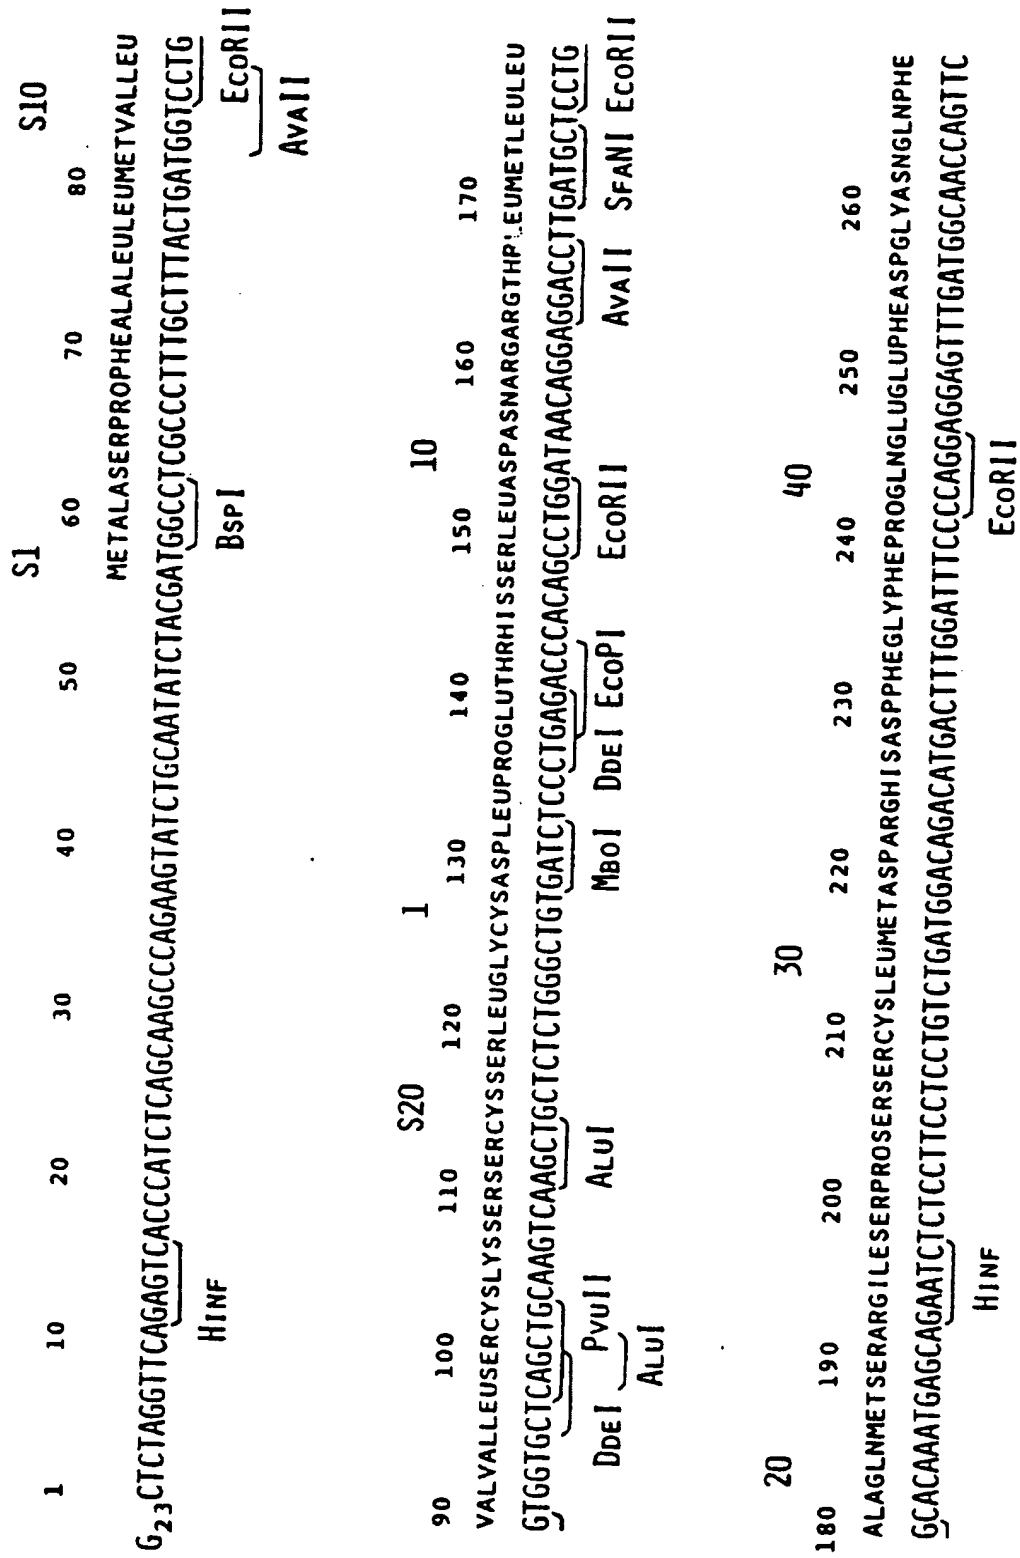 S1 S10
1 10 20 30 40 50 60 70 80
METALASERPROPHEALALEULEUMETVALLEU
G23CTCTAGGTTCAGAGTCACCCATCTCAGCAAGCCCAGAAGTATCTGCAATATCTACGATGGCCTCGCCCTTTGCTTTACTGATGGTCCTG
HINF BSPI ECORII
AVAII
S20 1 10
90 100 110 120 130 140 150 160 170
VALVALLEUSERCYSLYSSERSERCYSSERLEUGLYCYSASPLEUPROGLUTHRHISSERLEUASPASNARGARGTHRLEUMETLEULEU
GTGGTGCTCAGCTGCAAGTCAAGCTGCTCTCTGGGCTGTGATCTCCCTGAGACCCACAGCCTGGATAACAGGAGGACCTTGATGCTCCTG
DDEI PVUII ALUI MBOI DDEI ECOPI ECORII AVAII SFANI ECORII
ALUI
20 30 40
180 190 200 210 220 230 240 250 260
ALAGLNMETSERARGILESERPROSERSERCYSLEUMETASPARGHISASPPHEGLYPHEPROGLNGLUGLUPHEASPGLYASNGLNPHE
GCACAAATGAGCAGAATCTCTCCTTCCTCCTGTCTGATGGACAGACATGACTTTGGATTTCCCCAGGAGGAGTTTGATGGCAACCAGTTC
HINF ECORII